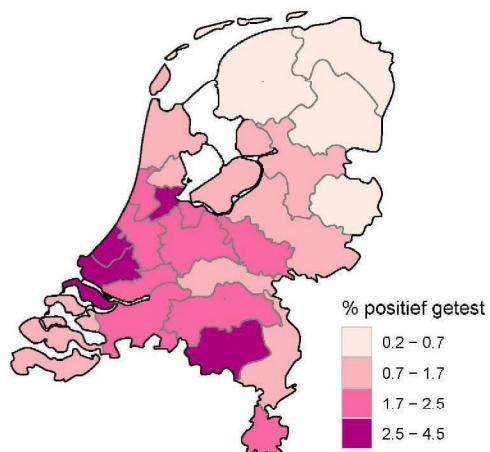 % positief getest
0.2 – 0.7
0.7 – 1.7
1.7 – 2.5
2.5 – 4.5